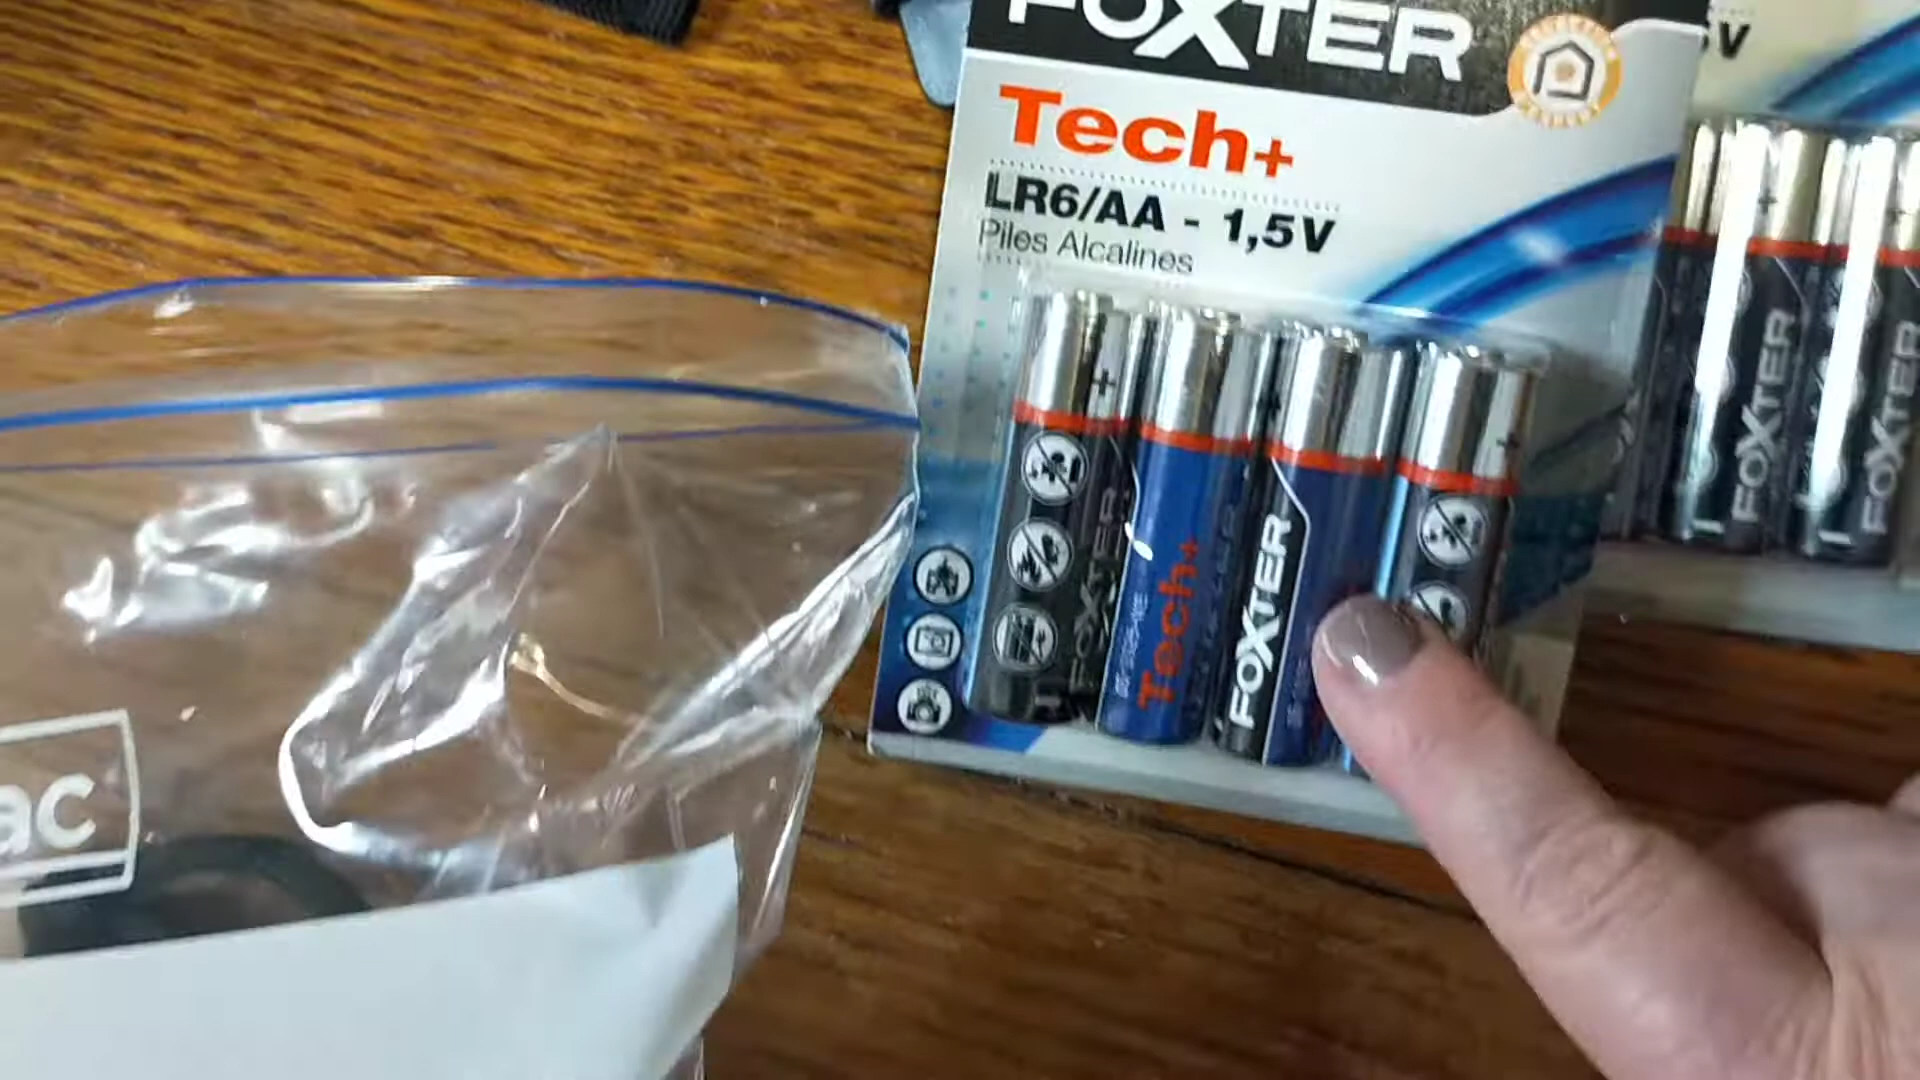 FOXTER
Tech+
LR6/AA - 1,5V
Piles Alcalines
V
FOXTER
Tech+
FOXTER
FOXTER
FOXTER
ac